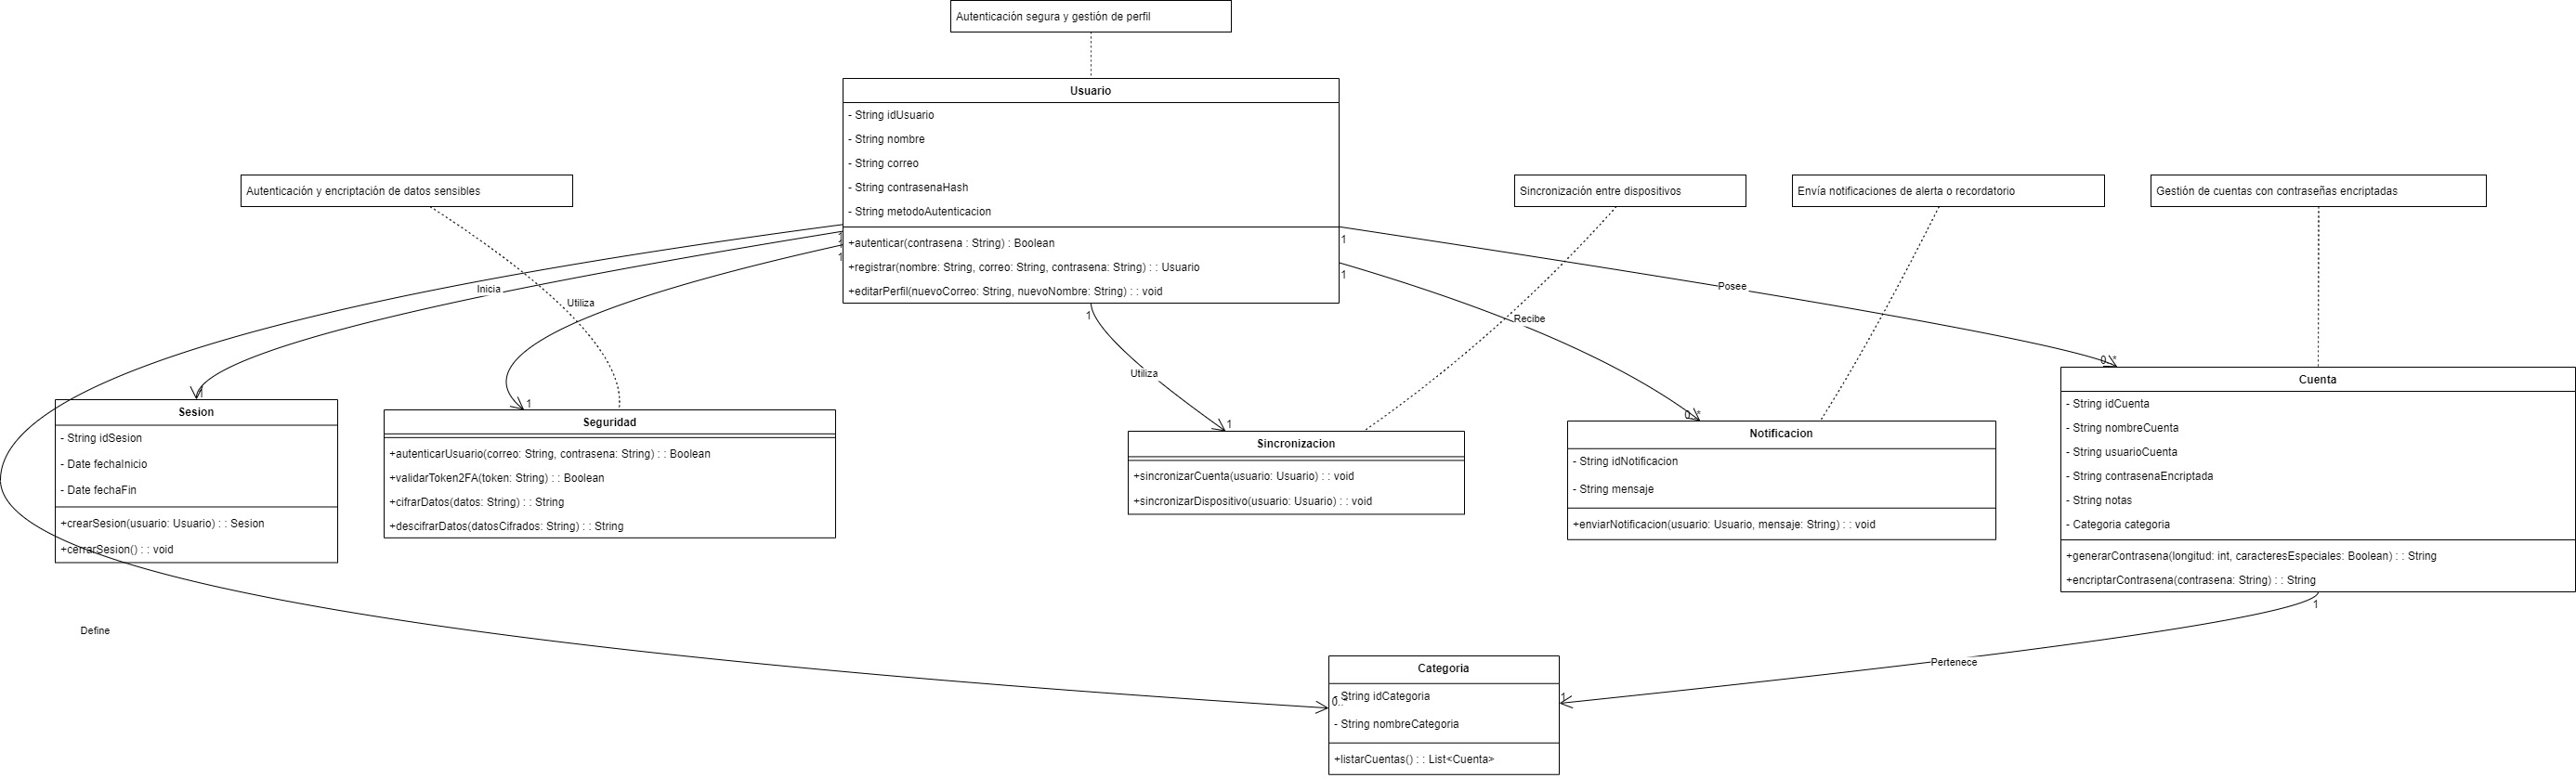 Autenticación segura y gestión de perfil
Usuario
- String idUsuario
- String nombre
- String correo
- String contrasenaHash
- String metodoAutenticacion
+autenticar(contrasena : String) : Boolean
+registrar(nombre: String, correo: String, contrasena: String) : : Usuario
+editarPerfil(nuevoCorreo: String, nuevoNombre: String) : : void
Autenticación y encriptación de datos sensibles
Sincronización entre dispositivos
Envía notificaciones de alerta o recordatorio
Gestión de cuentas con contraseñas encriptadas
1
1
1
1
1
1
Inicia
Utiliza
Utiliza
Recibe
Posee
1
1
1
0..*
0..*
Sesion
- String idSesion
- Date fechaInicio
- Date fechaFin
+crearSesion(usuario: Usuario) : : Sesion
+cerrarSesion() : : void
Seguridad
+autenticarUsuario(correo: String, contrasena: String) : : Boolean
+validarToken2FA(token: String) : : Boolean
+cifrarDatos(datos: String) : : String
+descifrarDatos(datosCifrados: String) : : String
Sincronizacion
+sincronizarCuenta(usuario: Usuario) : : void
+sincronizarDispositivo(usuario: Usuario) : : void
Notificacion
- String idNotificacion
- String mensaje
+enviarNotificacion(usuario: Usuario, mensaje: String) : : void
Cuenta
- String idCuenta
- String nombreCuenta
- String usuarioCuenta
- String contrasenaEncriptada
- String notas
- Categoria categoria
+generarContrasena(longitud: int, caracteresEspeciales: Boolean) : : String
+encriptarContrasena(contrasena: String) : : String
1
Define
Pertenece
0..*
1
Categoria
- String idCategoria
- String nombreCategoria
+listarCuentas() : : List<Cuenta>